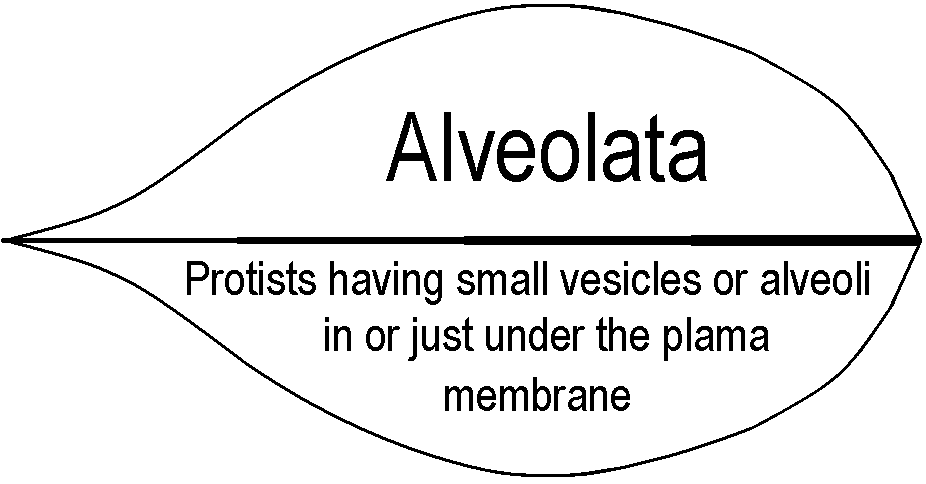 Alveolata
Protists having small vesicles or alveoli
in or just under the plama
membrane